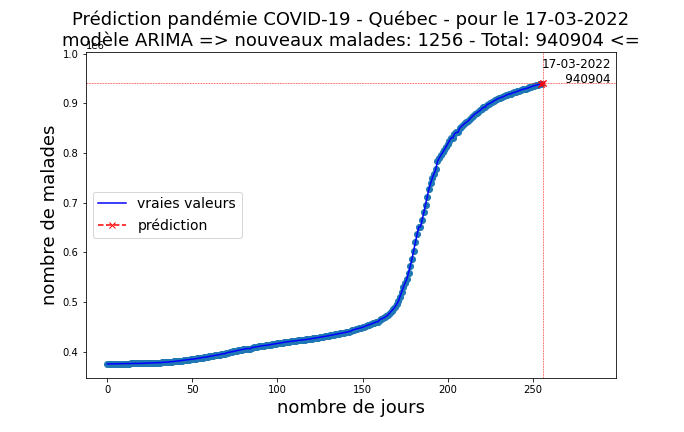 Prédiction pandémie COVID-19 - Québec - pour le 17-03-2022
modèle ARIMA => nouveaux malades: 1256 - Total: 940904 <=
1e6
17-03-2022
940904
1.0
0.9
0.8
0.7
0.6
0.5
0.4
nombre de malades
vraies valeurs
prédiction
0 50 100 150 200 250
nombre de jours